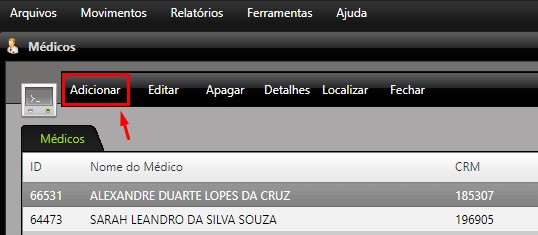 Arquivos Movimentos Relatórios Ferramentas Ajuda
Médicos
Adicionar Editar Apagar Detalhes Localizar Fechar
Médicos
ID Nome do Médico CRM
66531 ALEXANDRE DUARTE LOPES DA CRUZ 185307
64473 SARAH LEANDRO DA SILVA SOUZA 196905